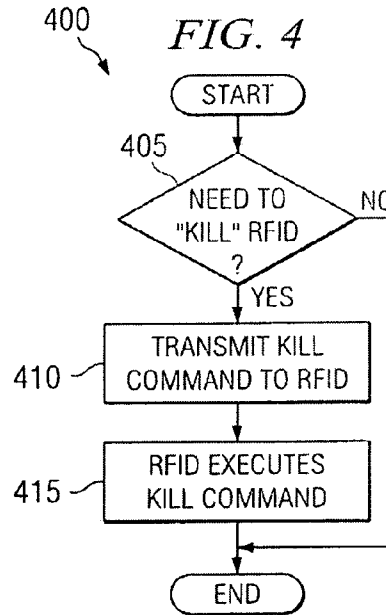 400
FIG. 4
START
405
NEED TO
"KILL" RFID
?
NO
YES
410
TRANSMIT KILL
COMMAND TO RFID
415
RFID EXECUTES
KILL COMMAND
END